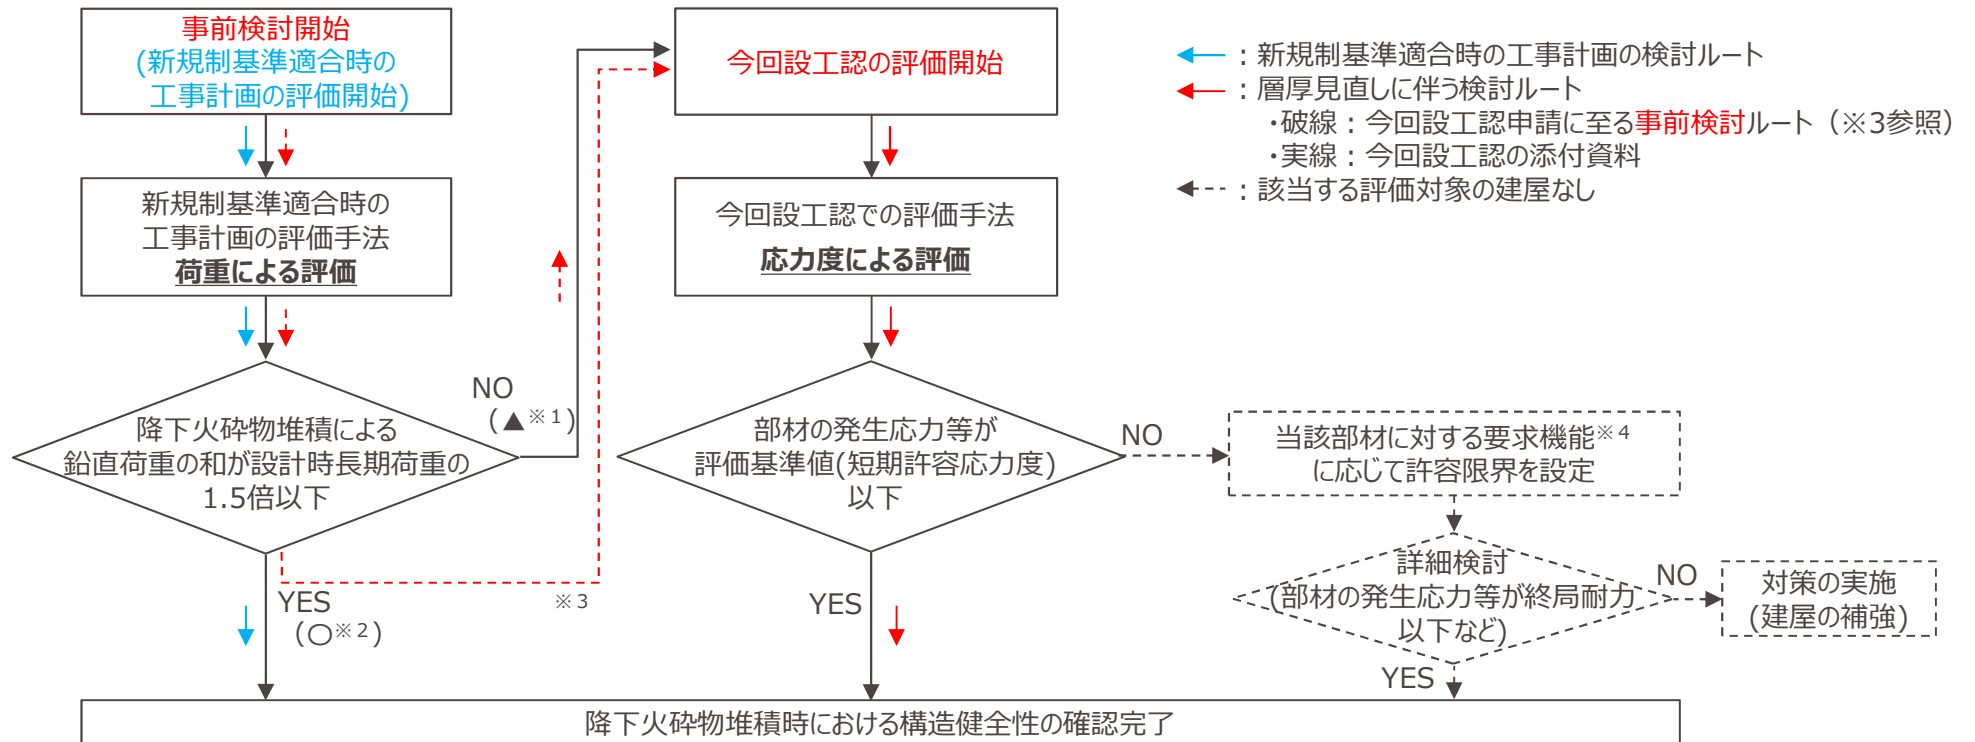 事前検討開始
(新規制基準適合時の
工事計画の評価開始)
新規制基準適合時の
工事計画の評価手法
荷重による評価
降下火砕物堆積による
鉛直荷重の和が設計時長期荷重の
1.5倍以下
NO
(▲※1)
YES
(○※2)
※3
今回設工認の評価開始
今回設工認での評価手法
応力度による評価
部材の発生応力等が
評価基準値(短期許容応力度)
以下
NO
YES
当該部材に対する要求機能※4
に応じて許容限界を設定
詳細検討
(部材の発生応力等が終局耐力
以下など)
NO
YES
対策の実施
(建屋の補強)
降下火砕物堆積時における構造健全性の確認完了
：新規制基準適合時の工事計画の検討ルート
：層厚見直しに伴う検討ルート
・破線：今回設工認申請に至る事前検討ルート（※3参照）
・実線：今回設工認の添付資料
：該当する評価対象の建屋なし